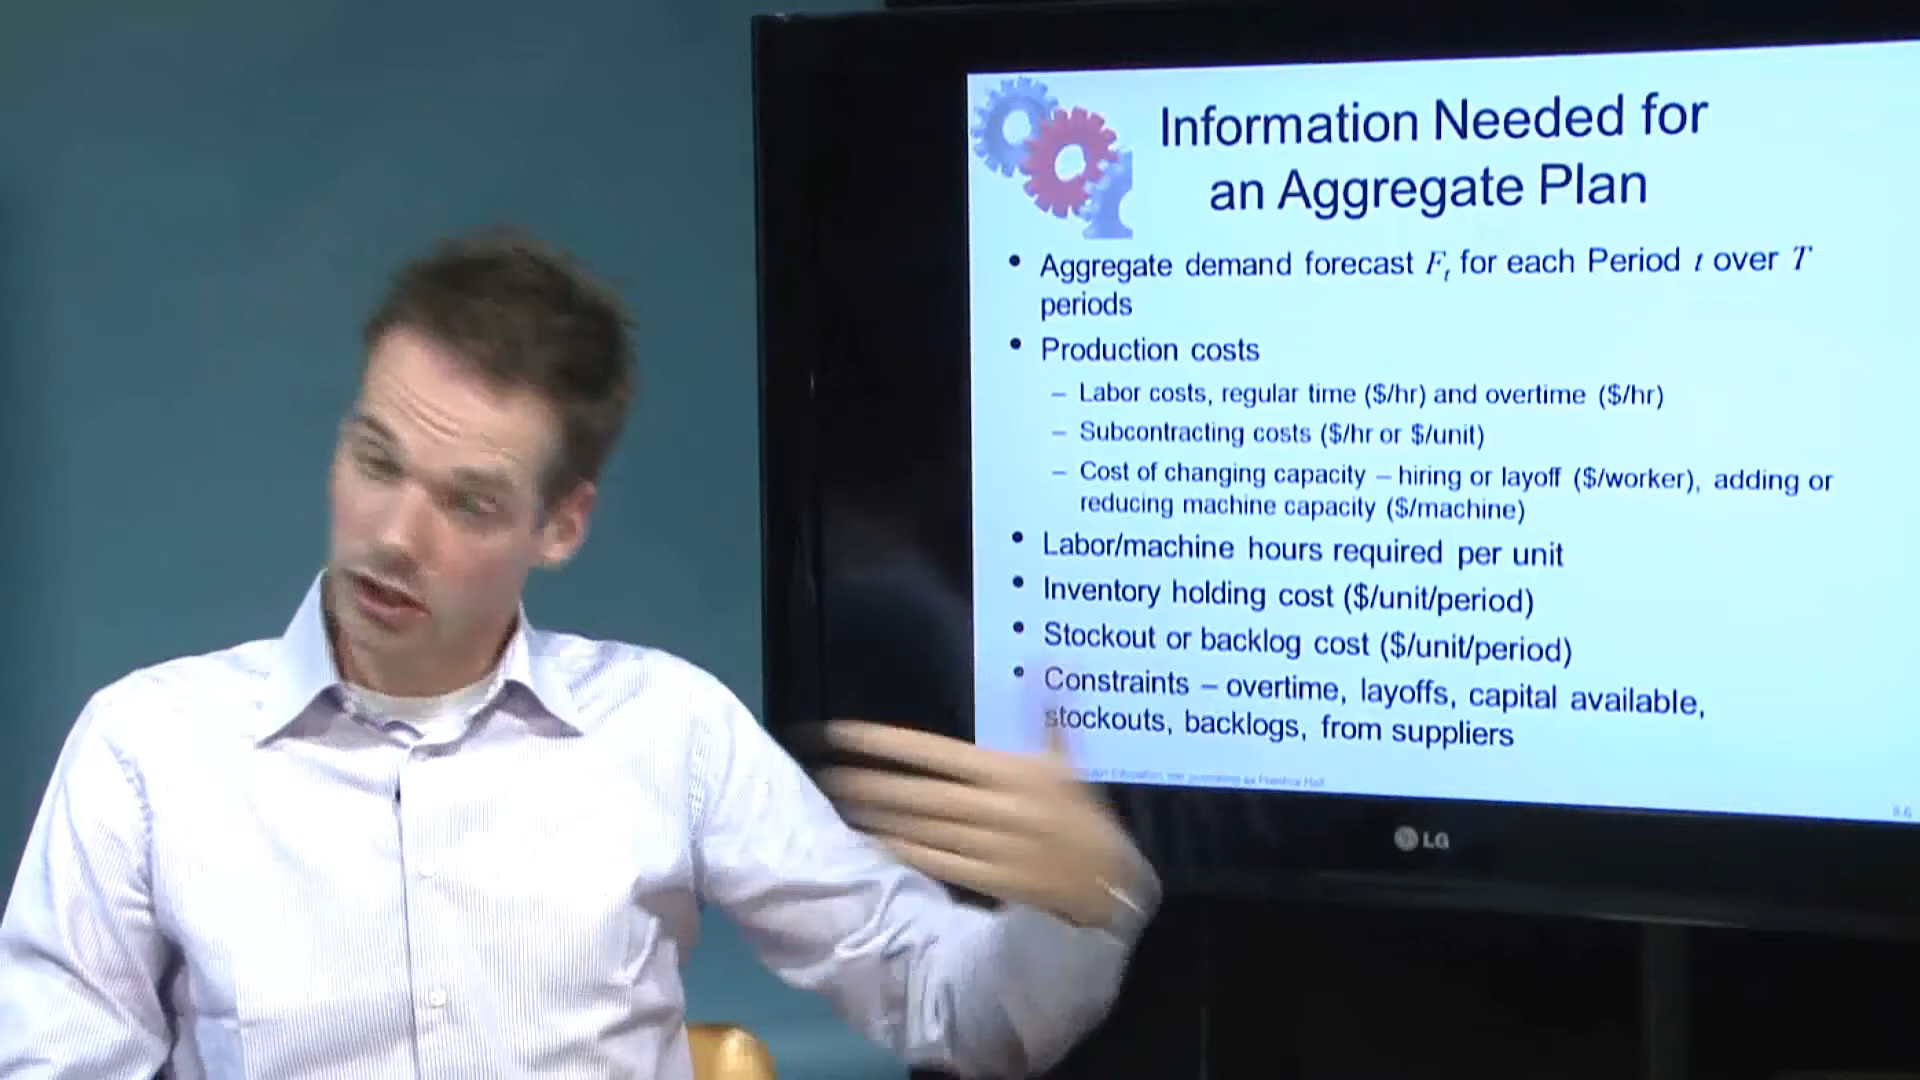 Information Needed for
an Aggregate Plan
• Aggregate demand forecast Ft for each Period t over T
periods
• Production costs
– Labor costs, regular time ($/hr) and overtime ($/hr)
– Subcontracting costs ($/hr or $/unit)
– Cost of changing capacity – hiring or layoff ($/worker), adding or
reducing machine capacity ($/machine)
• Labor/machine hours required per unit
• Inventory holding cost ($/unit/period)
• Stockout or backlog cost ($/unit/period)
• Constraints – overtime, layoffs, capital available,
stockouts, backlogs, from suppliers
LG